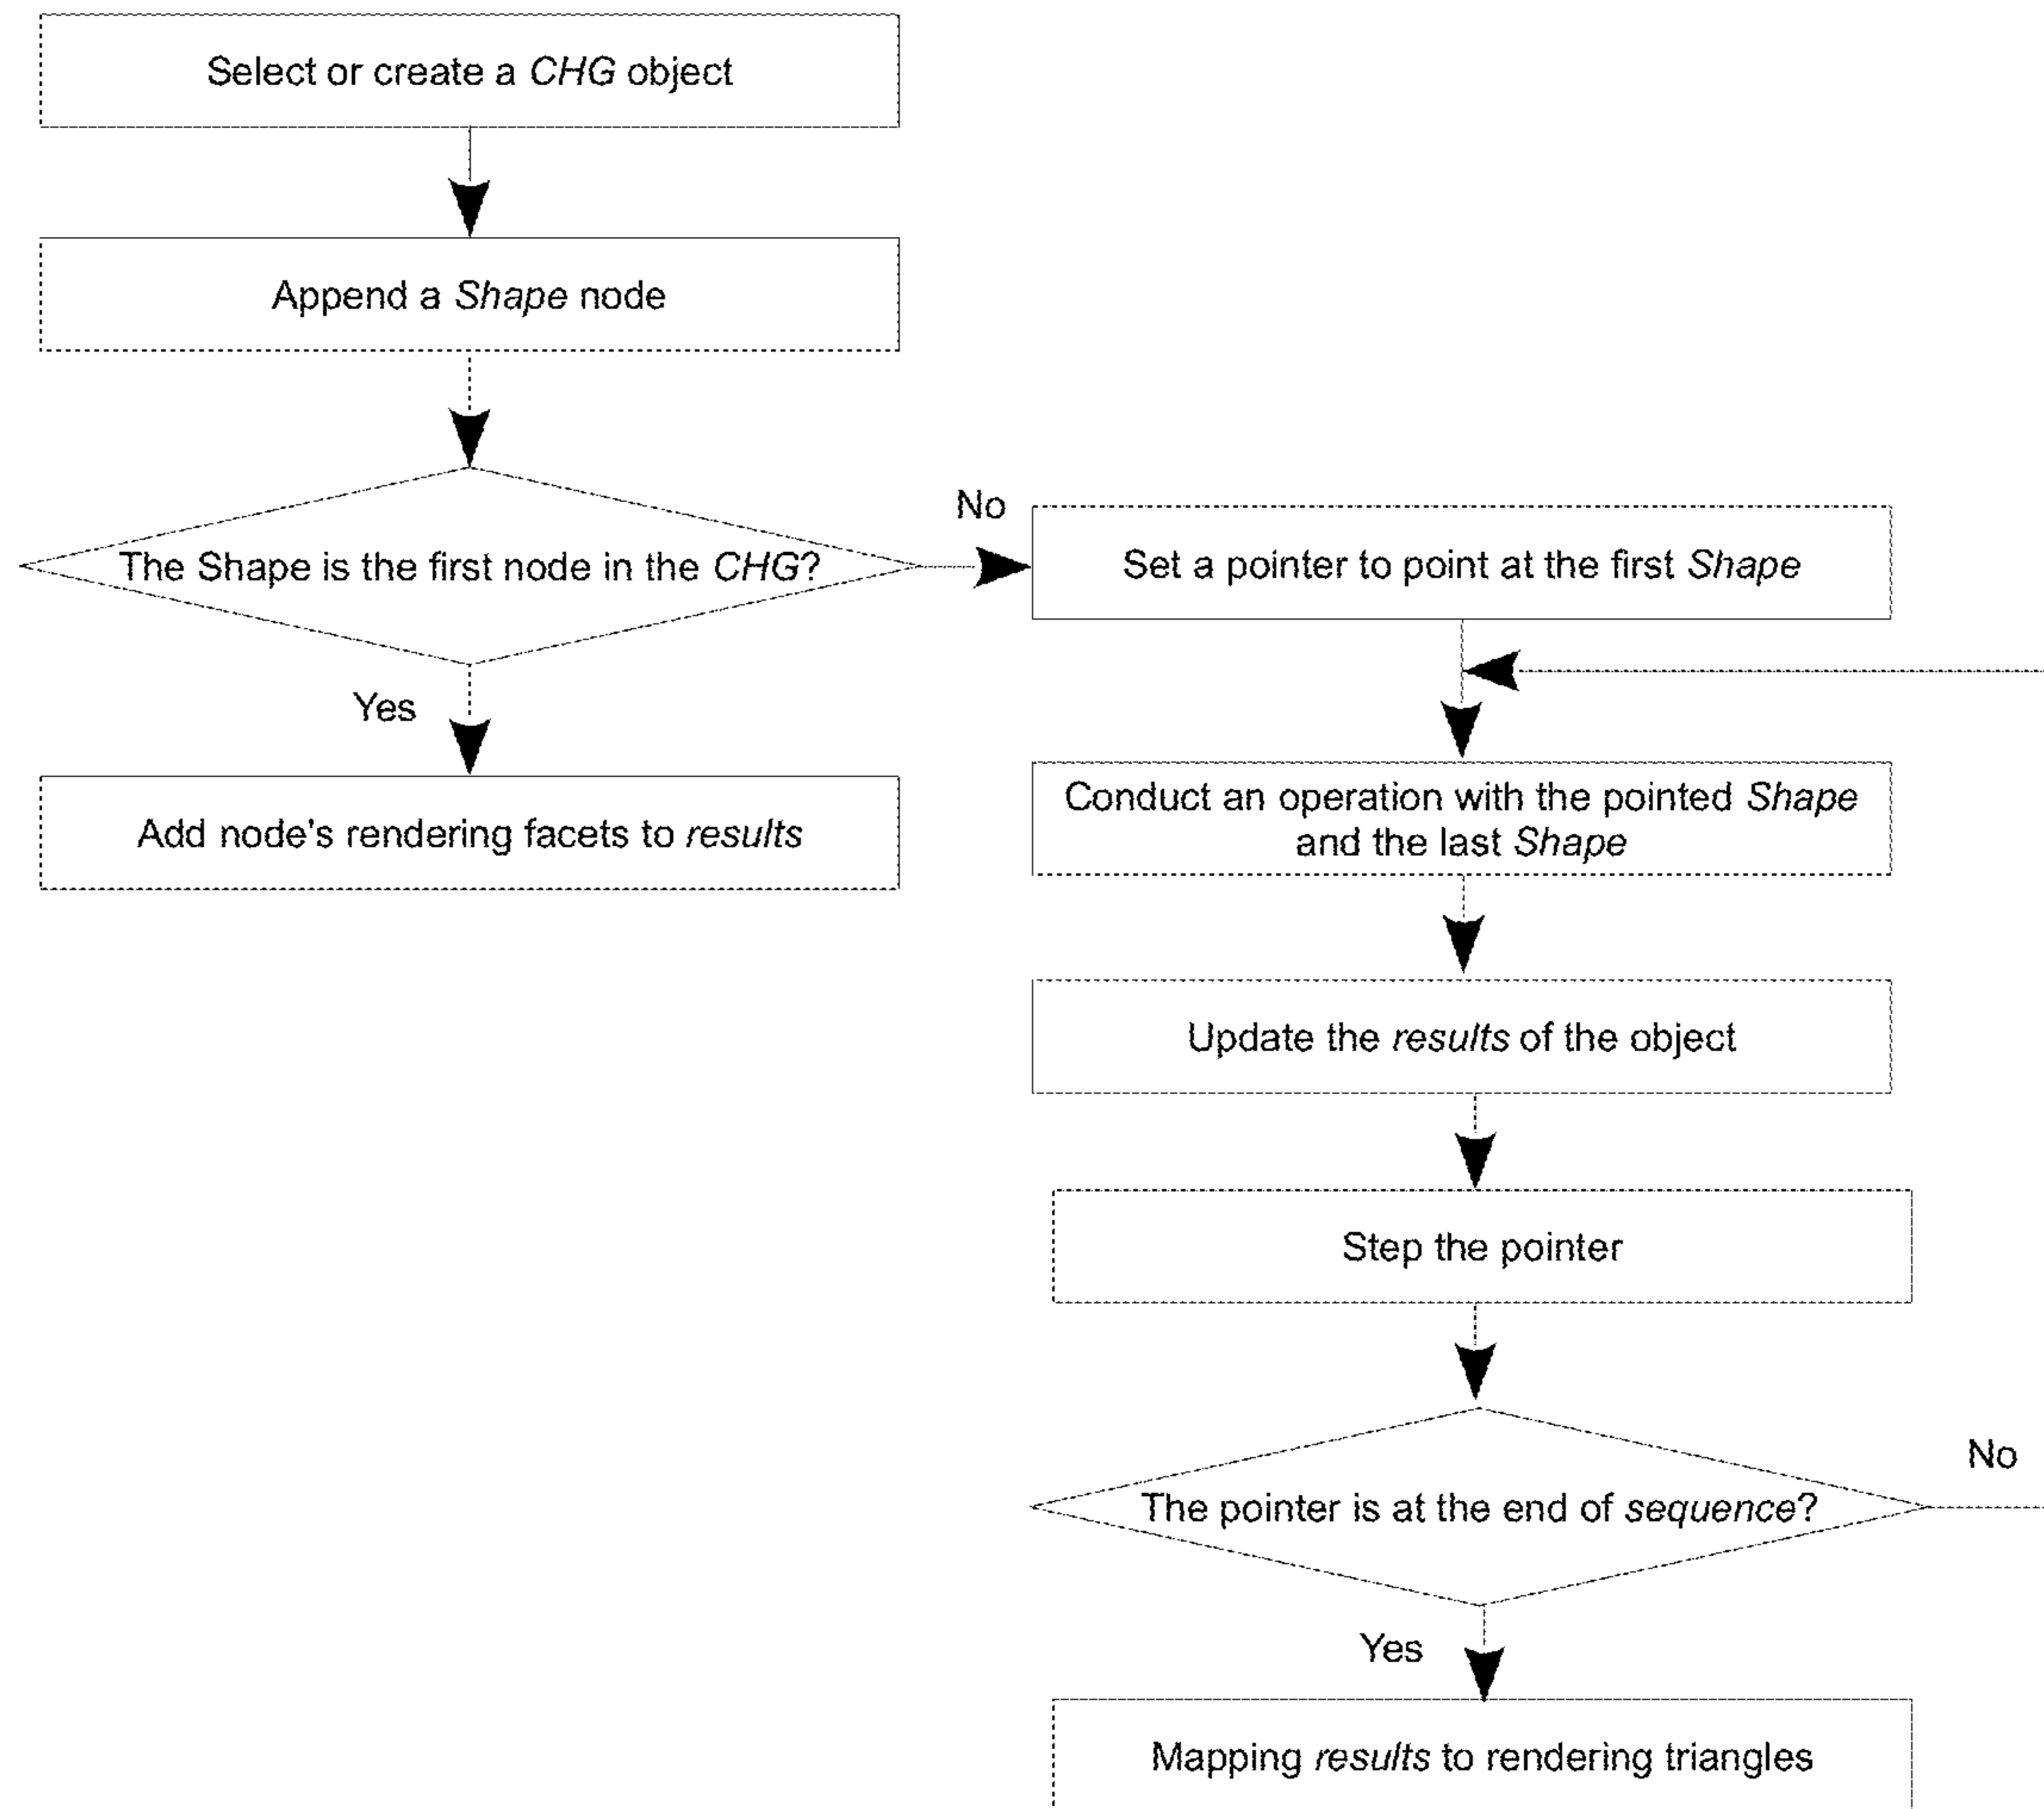 Select or create a CHG object
Append a Shape node
The Shape is the first node in the CHG?
No
Yes
Add node's rendering facets to results
Set a pointer to point at the first Shape
Conduct an operation with the pointed Shape
and the last Shape
Update the results of the object
Step the pointer
The pointer is at the end of sequence?
No
Yes
Mapping results to rendering triangles